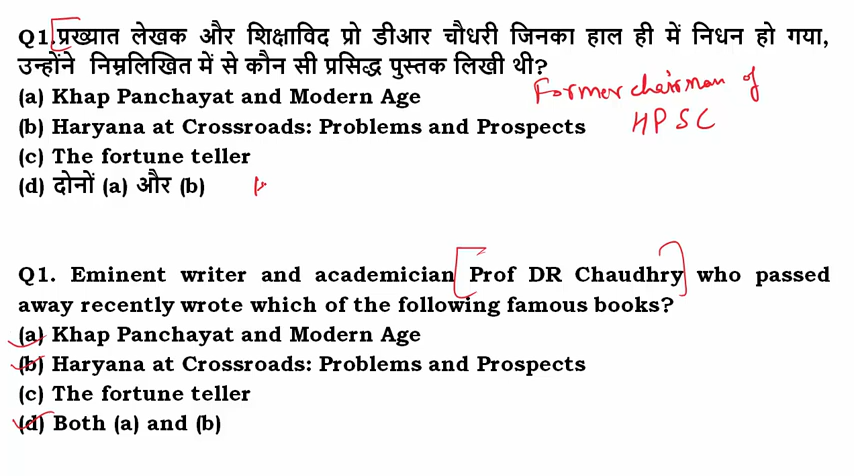 Q1.प्रख्यात लेखक और शिक्षाविद प्रो डीआर चौधरी जिनका हाल ही में निधन हो गया,
उन्होंने निम्नलिखित में से कौन सी प्रसिद्ध पुस्तक लिखी थी?
(a) Khap Panchayat and Modern Age
Former chairman of
(b) Haryana at Crossroads: Problems and Prospects
HPSC
(c) The fortune teller
(d) दोनों (a) और (b)
Q1. Eminent writer and academician Prof DR Chaudhry who passed
away recently wrote which of the following famous books?
(a) Khap Panchayat and Modern Age
(b) Haryana at Crossroads: Problems and Prospects
(c) The fortune teller
(d) Both (a) and (b)